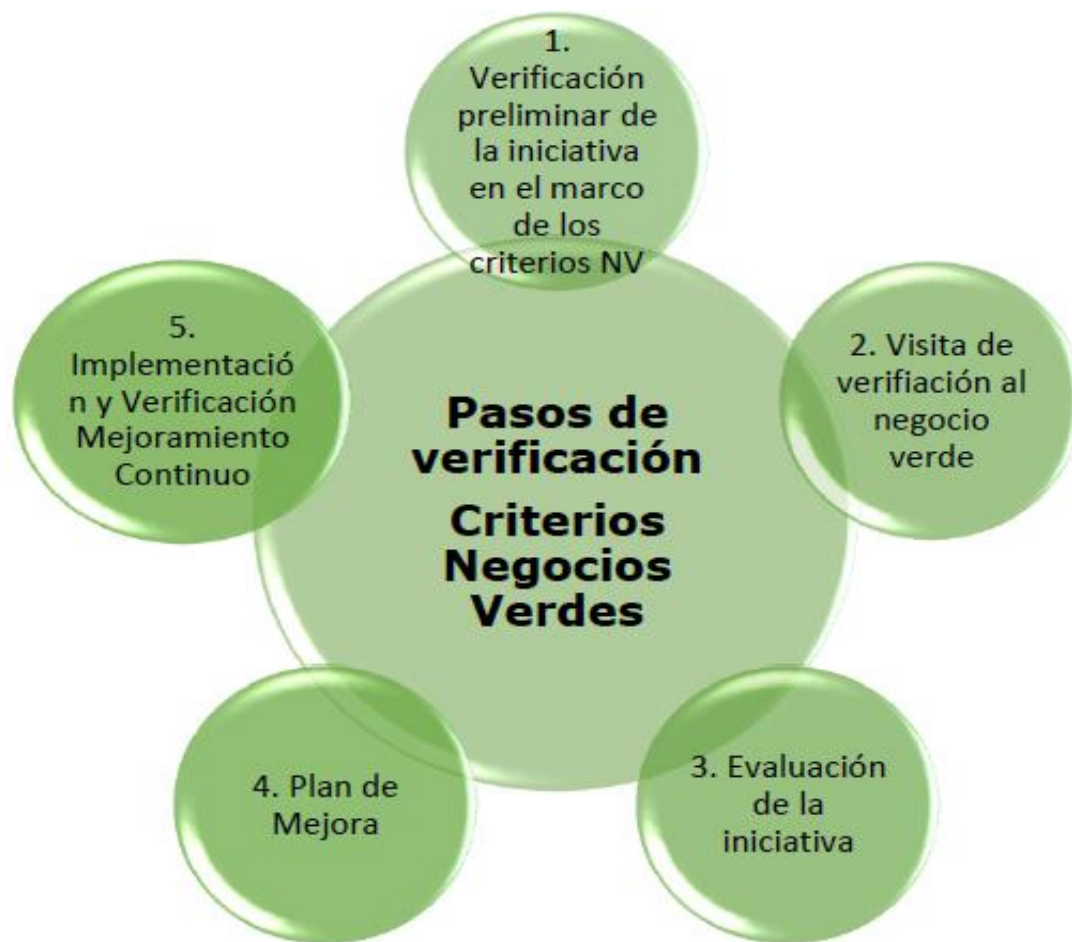 1.
Verificación
preliminar de
la iniciativa
en el marco
de los
criterios NV
2. Visita de
verifiación al
negocio
verde
3. Evaluación
de la
iniciativa
4. Plan de
Mejora
5.
Implementació
n y Verificación
Mejoramiento
Continuo
Pasos de
verificación
Criterios
Negocios
Verdes